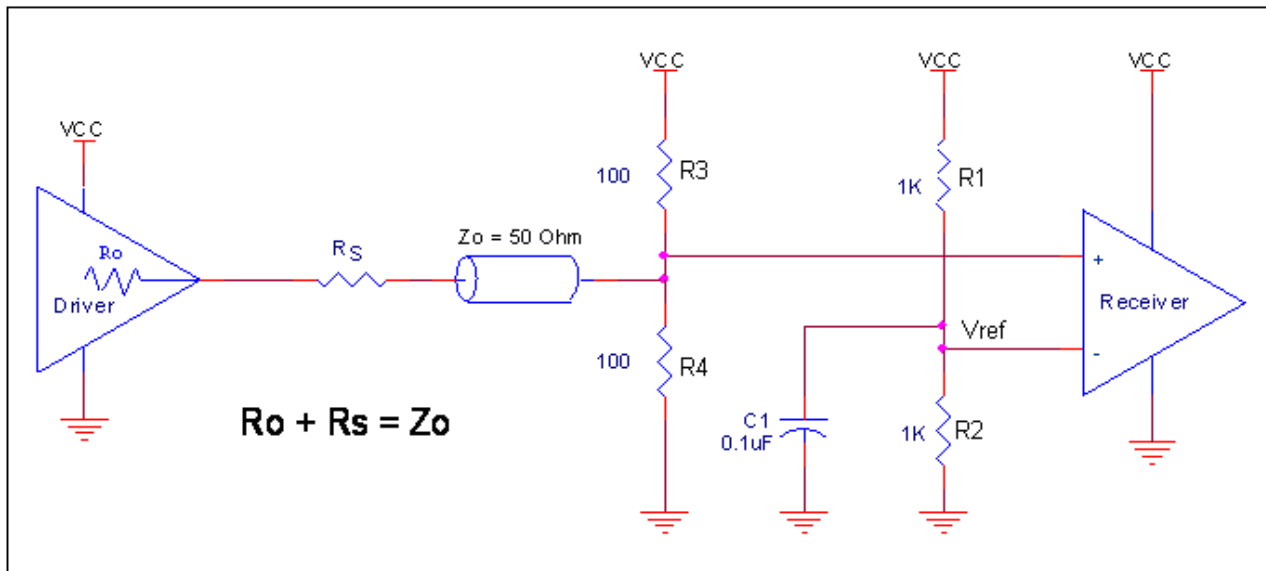 VCC
VCC
VCC
VCC
Ro
Driver
RS
Zo = 50 Ohm
100
R3
1K
R1
+
Receiver
-
Vref
100
R4
C1
0.1uF
1K
R2
Ro + Rs = Zo